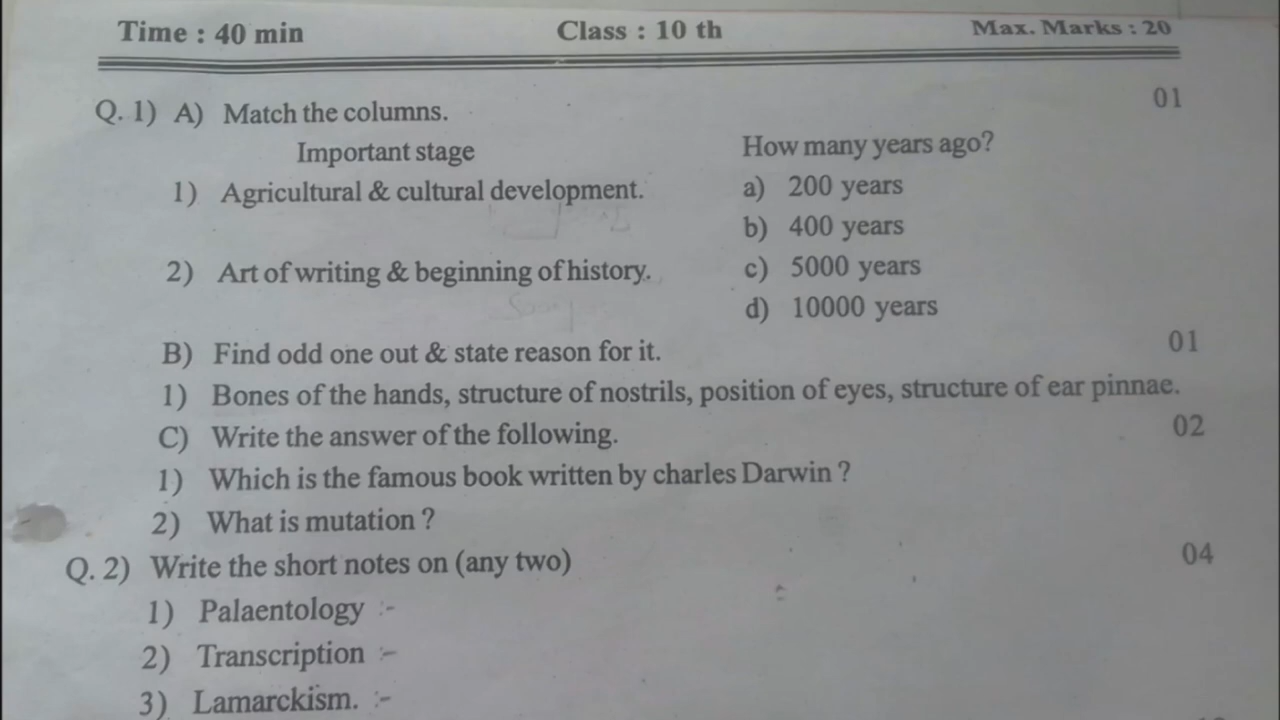 Time : 40 min Class : 10 th Max. Marks : 20
Q. 1) A) Match the columns. 01
Important stage How many years ago?
1) Agricultural & cultural development. a) 200 years
b) 400 years
2) Art of writing & beginning of history. c) 5000 years
d) 10000 years
B) Find odd one out & state reason for it. 01
1) Bones of the hands, structure of nostrils, position of eyes, structure of ear pinnae.
C) Write the answer of the following. 02
1) Which is the famous book written by charles Darwin ?
2) What is mutation ?
Q. 2) Write the short notes on (any two) 04
1) Palaentology :-
2) Transcription :-
3) Lamarckism. :-